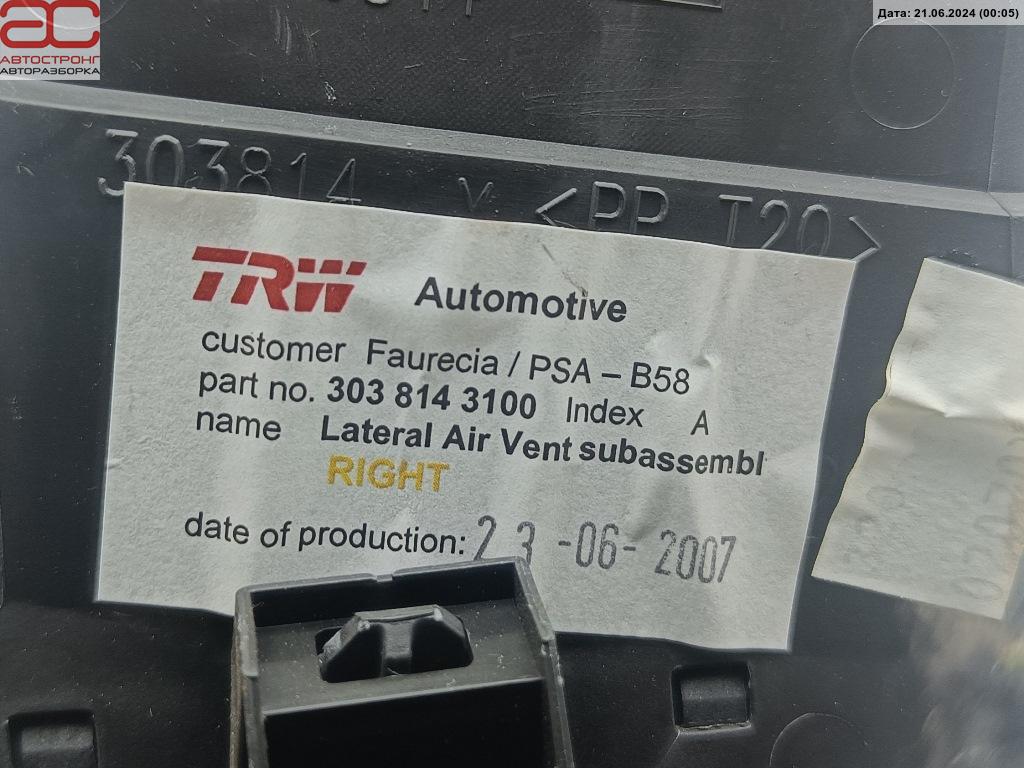 Дата: 21.06.2024 (00:05)
ас
АВТОСТРОНГ
АВТОРАЗБОРКА
303814 v <PP T20>
TRW Automotive
customer Faurecia / PSA – B58
part no. 303 814 3100 Index A
name Lateral Air Vent subassembl
RIGHT
date of production: 23 -06- 2007